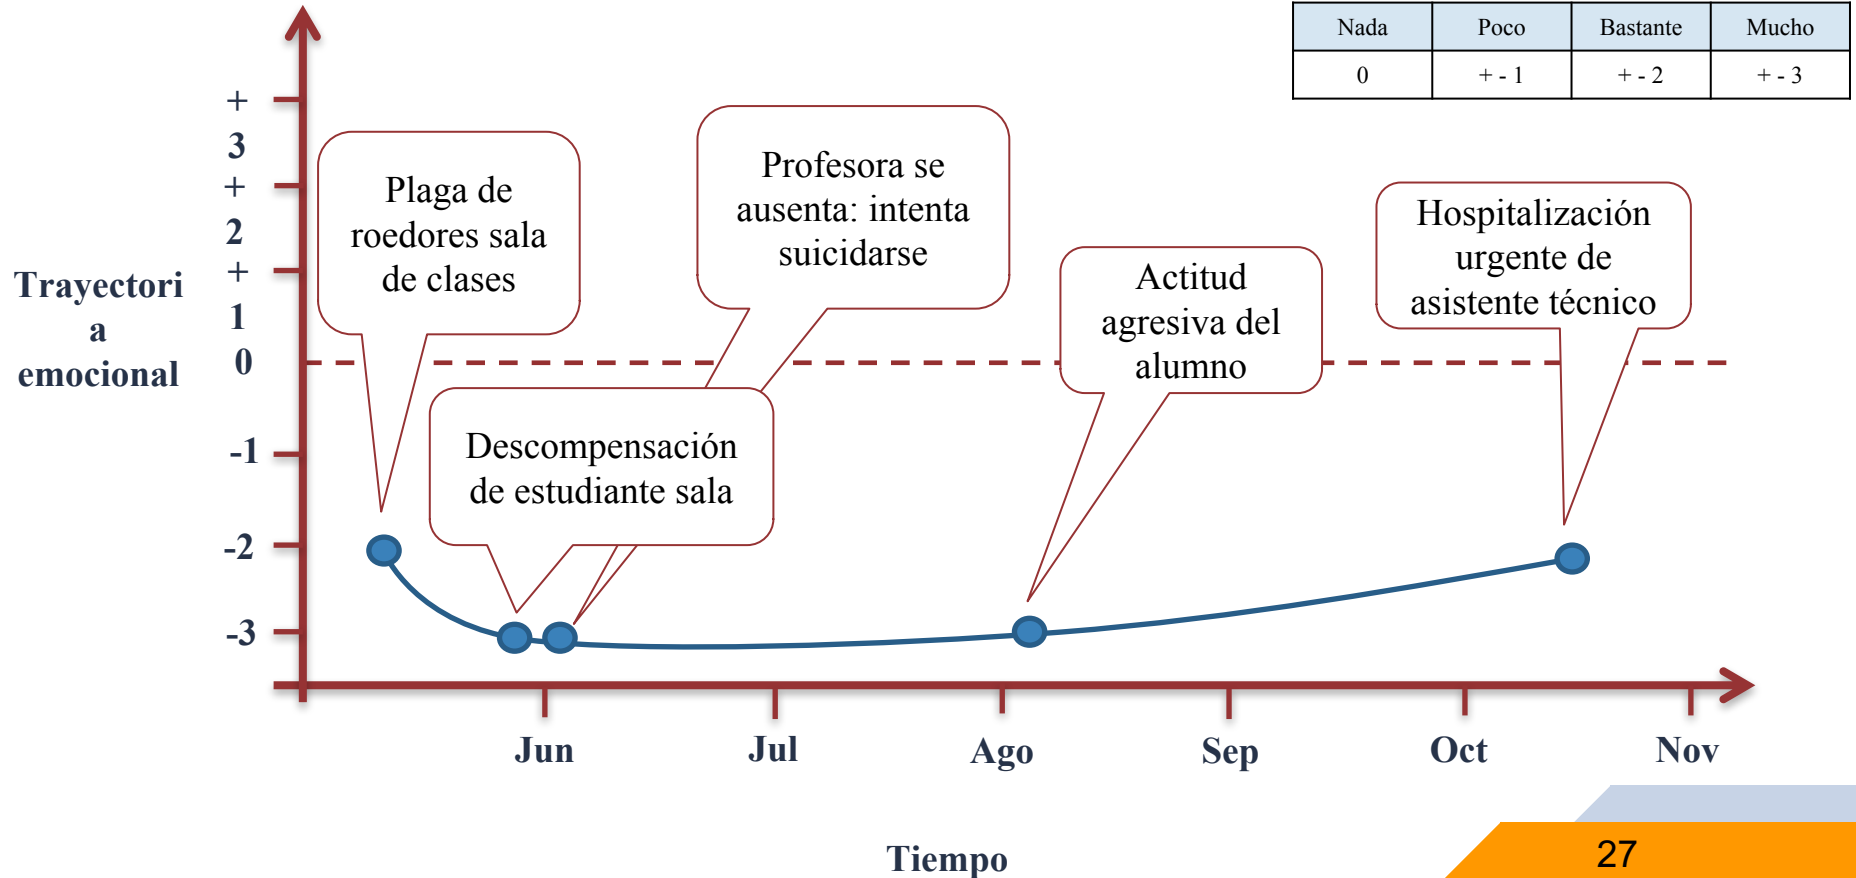 Nada Poco Bastante Mucho
0 + - 1 + - 2 + - 3
+
3
+
2
+
1
0
-1
-2
-3
Trayectori
a
emocional
Plaga de
roedores sala
de clases
Profesora se
ausenta: intenta
suicidarse
Descompensación
de estudiante sala
Actitud
agresiva del
alumno
Hospitalización
urgente de
asistente técnico
Jun Jul Ago Sep Oct Nov
Tiempo
27